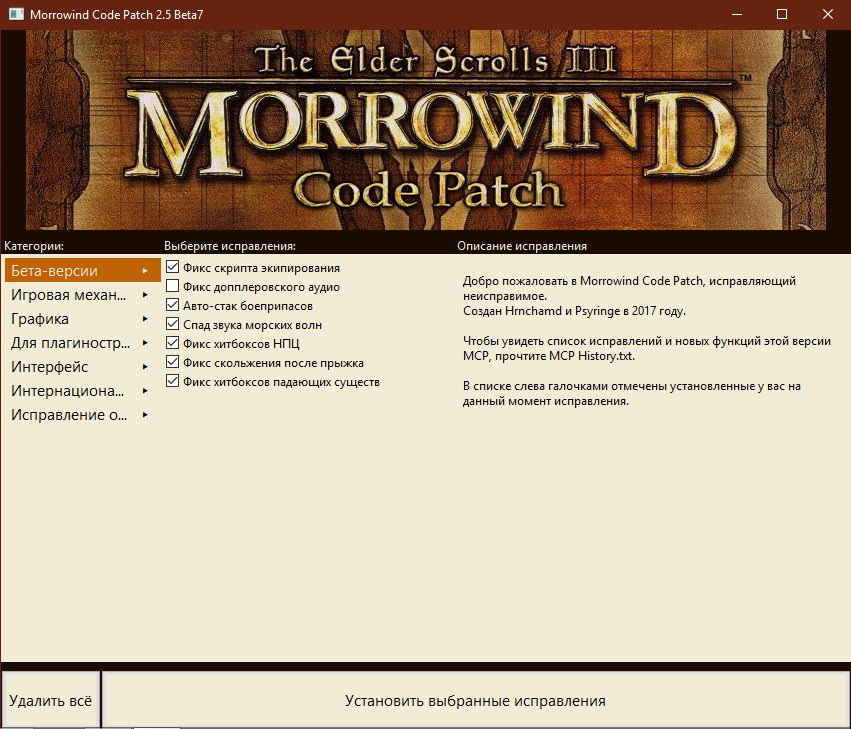 Morrowind Code Patch 2.5 Beta7
The Elder Scrolls III
MORROWIND™
Code Patch
Категории:
Выберите исправления:
Описание исправления
Бета-версии
Игровая механ...
Графика
Для плагиностр...
Интерфейс
Интернациона...
Исправление о...
Фикс скрипта экипирования
Фикс допплеровского аудио
Авто-стак боеприпасов
Спад звука морских волн
Фикс хитбоксов НПЦ
Фикс скольжения после прыжка
Фикс хитбоксов падающих существ
Добро пожаловать в Morrowind Code Patch, исправляющий
неисправимое.
Создан Hrnchamd и Psyringe в 2017 году.
Чтобы увидеть список исправлений и новых функций этой версии
MCP, прочтите MCP History.txt.
В списке слева галочками отмечены установленные у вас на
данный момент исправления.
Удалить всё
Установить выбранные исправления